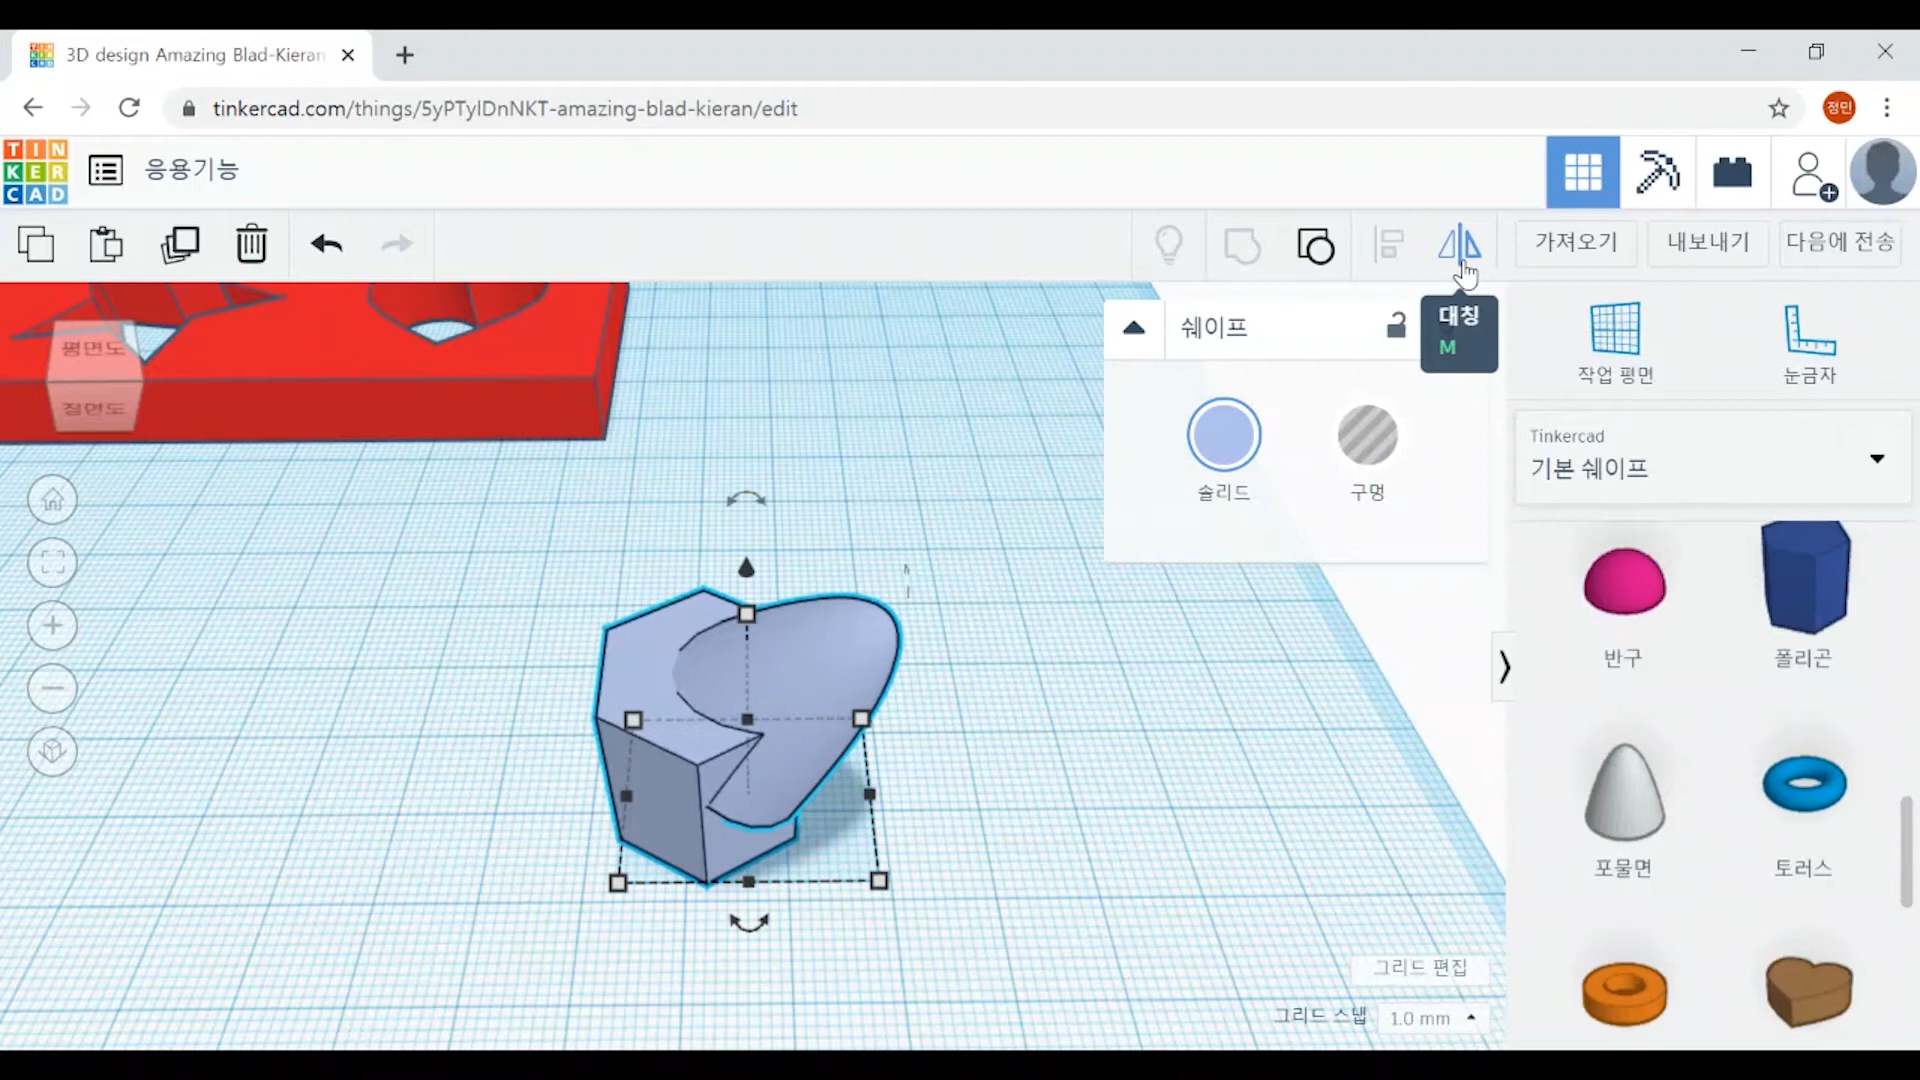 3D design Amazing Blad-Kieran
tinkercad.com/things/5yPTylDnNKT-amazing-blad-kieran/edit
정민
TIN
KER
CAD
응용기능
가져오기
내보내기
다음에 전송
평면도
정면도
쉐이프
대칭
M
솔리드
구멍
작업 평면
눈금자
Tinkercad
기본 쉐이프
반구
폴리곤
포물면
토러스
그리드 편집
그리드 스냅
1.0 mm